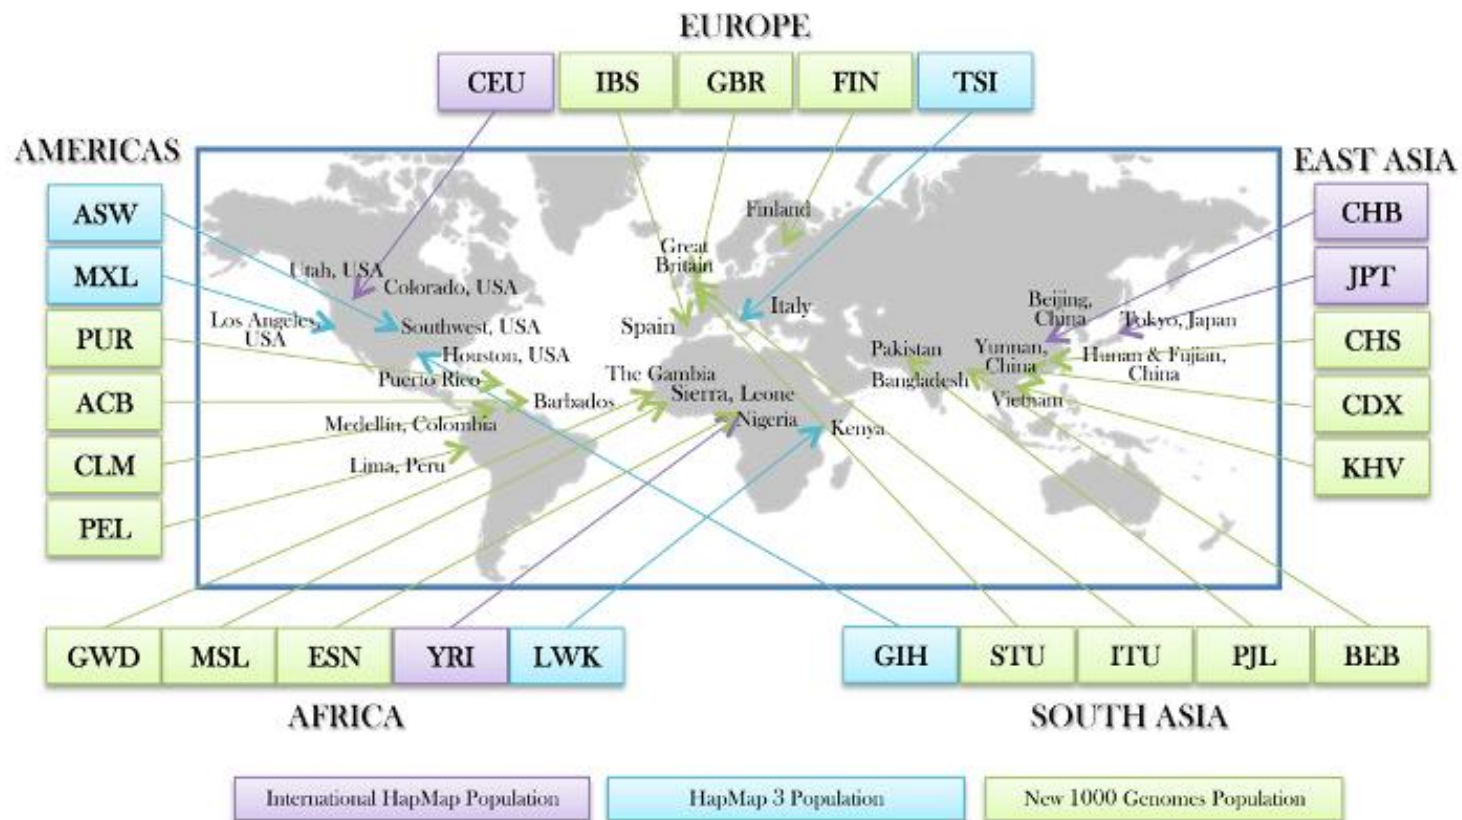 EUROPE
CEU
IBS
GBR
FIN
TSI
AMERICAS
EAST ASIA
ASW
MXL
PUR
ACB
CLM
PEL
CHB
JPT
CHS
CDX
KHV
Finland
Great
Britain
Utah, USA
Colorado, USA
Los Angeles,
USA
Southwest, USA
Houston, USA
Spain
Italy
Beijing,
China
Tokyo, Japan
Pakistan
Yunnan,
China
Hunan & Fujian,
China
Bangladesh
Vietnam
Puerto Rico
The Gambia
Sierra, Leone
Barbados
Medellín, Colombia
Nigeria
Kenya
Lima, Peru
GWD
MSL
ESN
YRI
LWK
GIH
STU
ITU
PJL
BEB
AFRICA
SOUTH ASIA
International HapMap Population
HapMap 3 Population
New 1000 Genomes Population